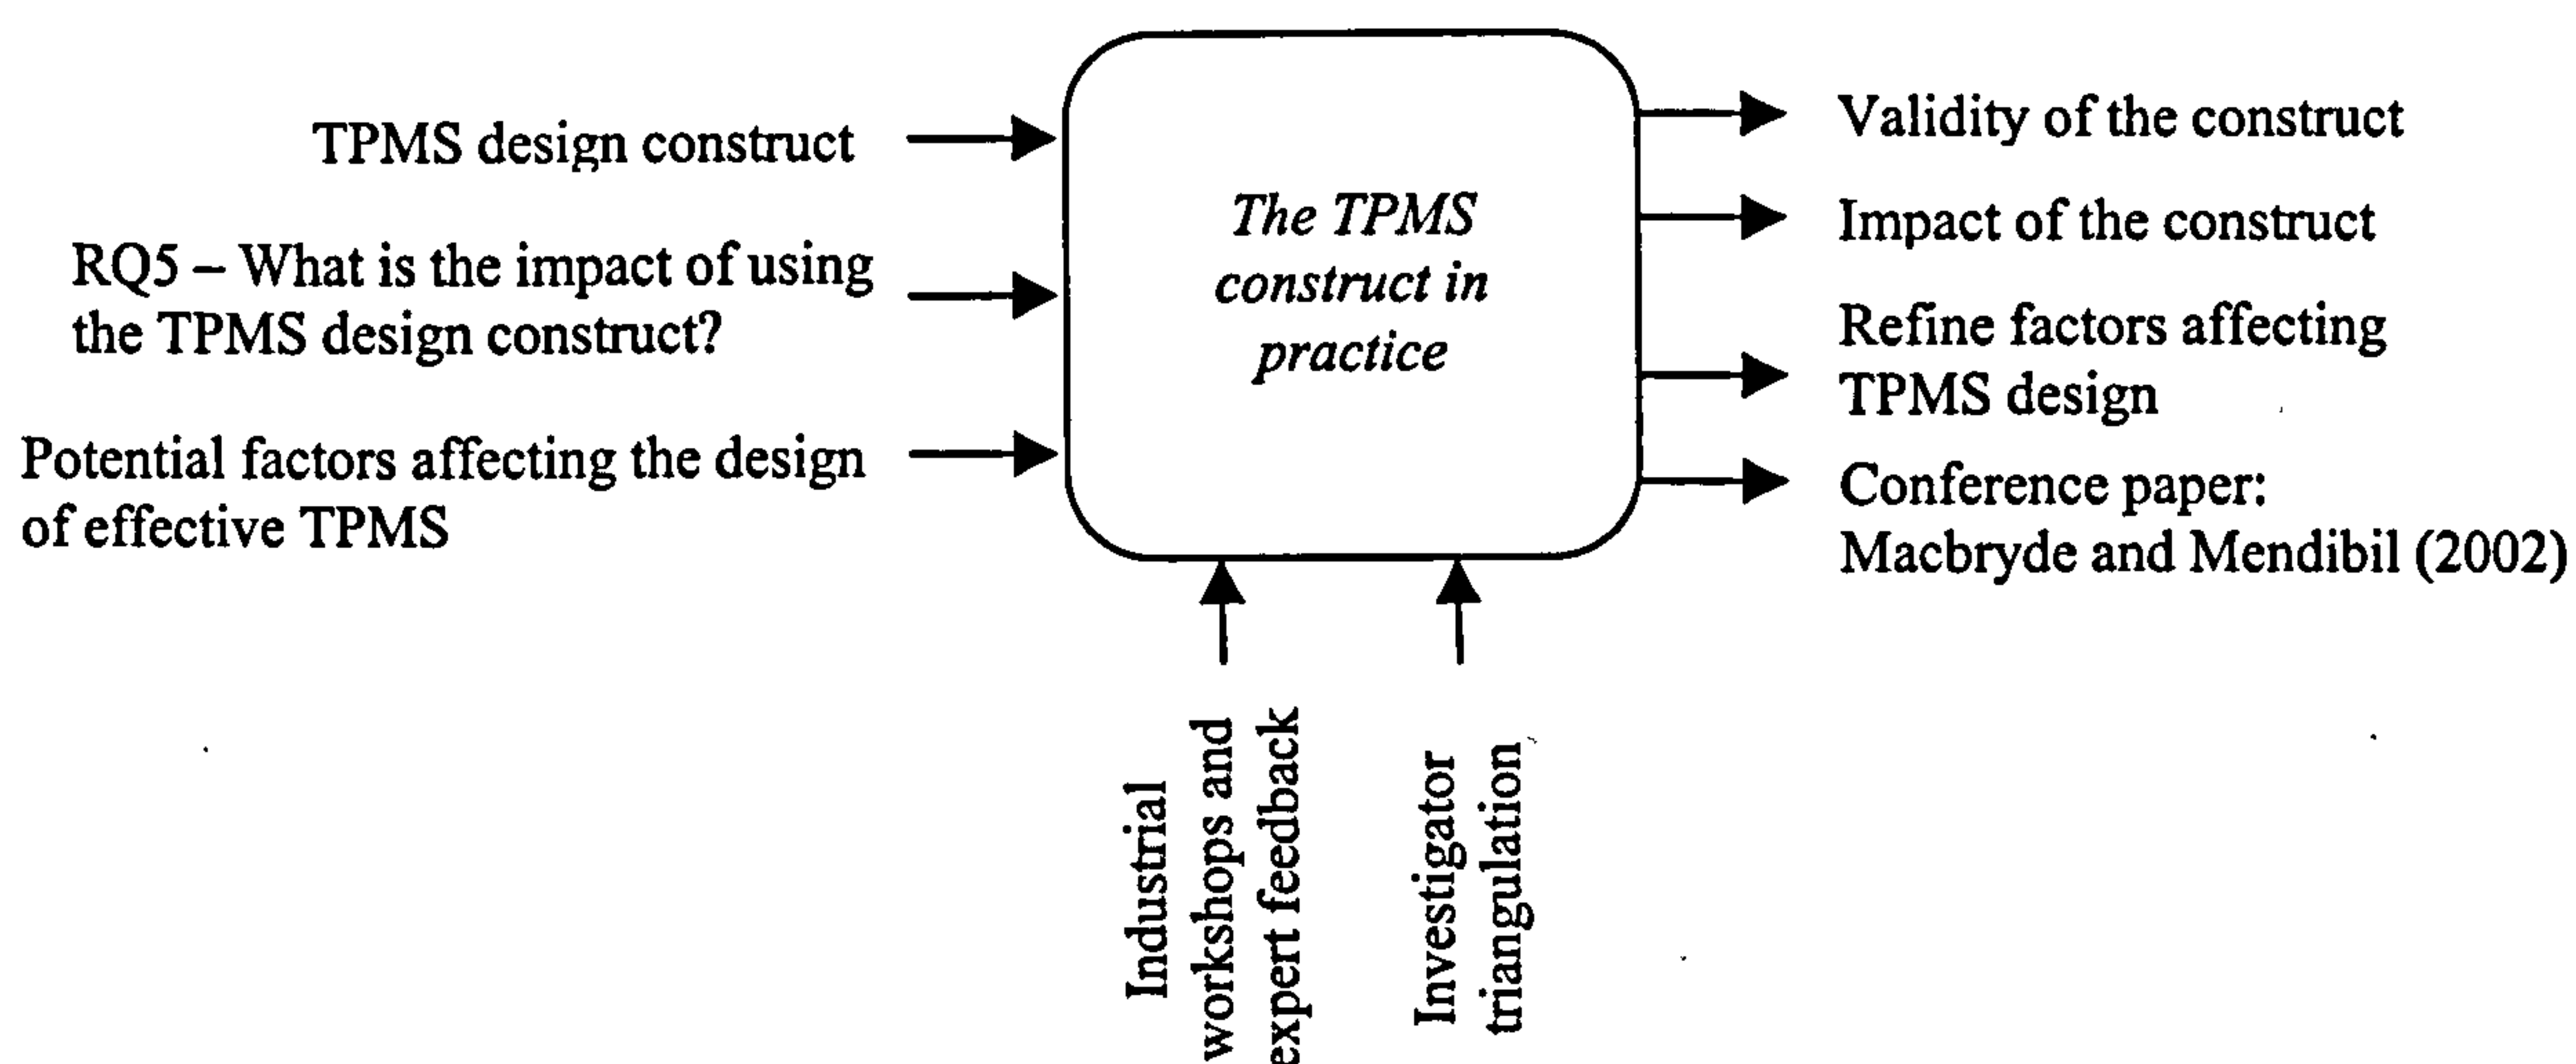 TPMS design construct
RQ5 – What is the impact of using
the TPMS design construct?
Potential factors affecting the design
of effective TPMS
The TPMS
construct in
practice
Validity of the construct
Impact of the construct
Refine factors affecting
TPMS design
Conference paper:
Macbryde and Mendibil (2002)
Industrial
workshops and
expert feedback
Investigator
triangulation